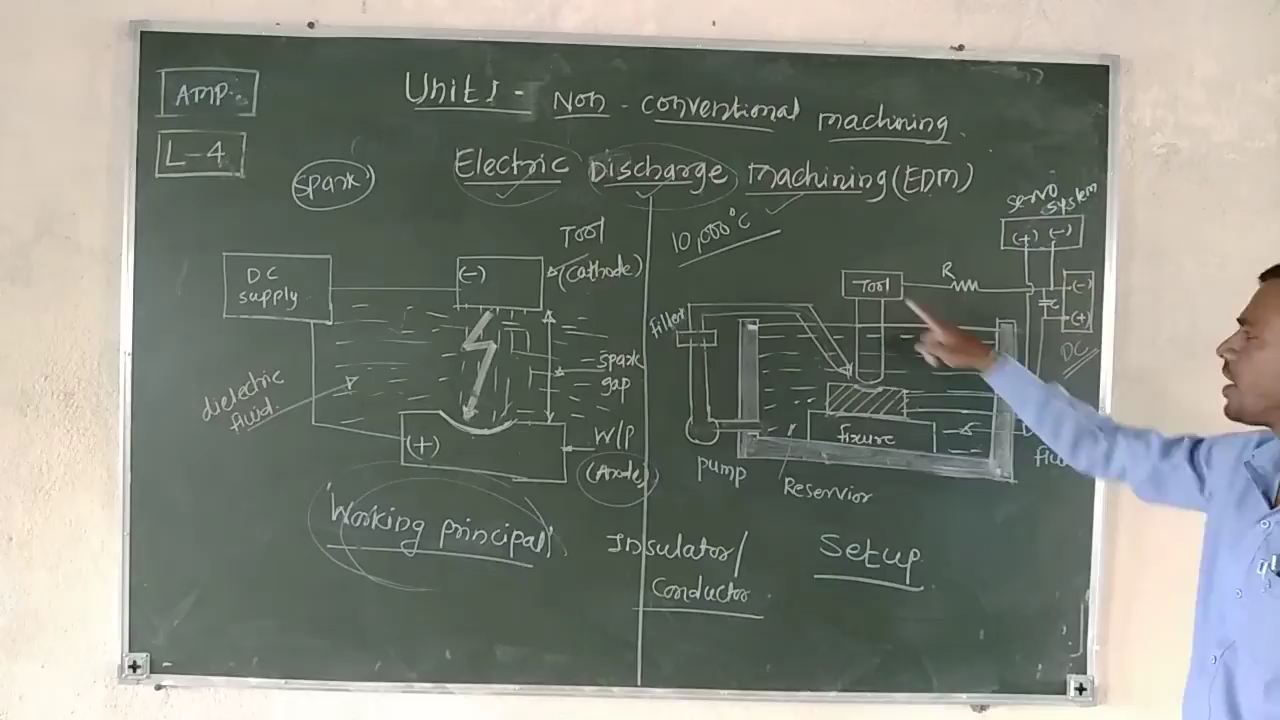 AMP.
Unit 1 - Non-conventional machining.
L-4
Electric Discharge Machining (EDM)
spark
10,000°C
Servo
system
(+) (-)
Tool
(cathode)
DC
supply
(-)
Tool
R
C
(-)
(+)
DC
dielectric
fluid.
spark
gap
(+)
W/P
(Anode)
fixure
pump
Reservior
Working principal
Insulator/
conductor
Setup